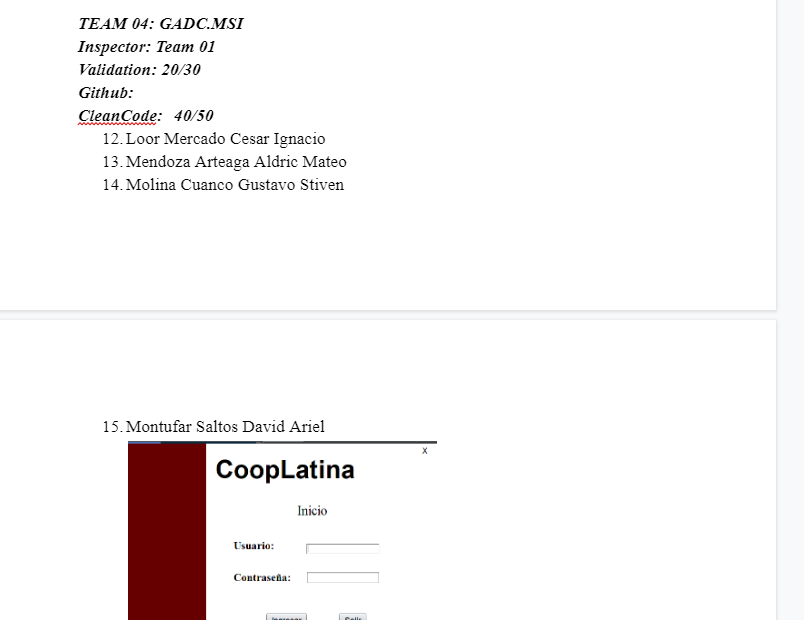 TEAM 04: GADC.MSI
Inspector: Team 01
Validation: 20/30
Github:
CleanCode: 40/50
12. Loor Mercado Cesar Ignacio
13. Mendoza Arteaga Aldric Mateo
14. Molina Cuanco Gustavo Stiven
15. Montufar Saltos David Ariel
X
CoopLatina
Inicio
Usuario:
Contraseña: